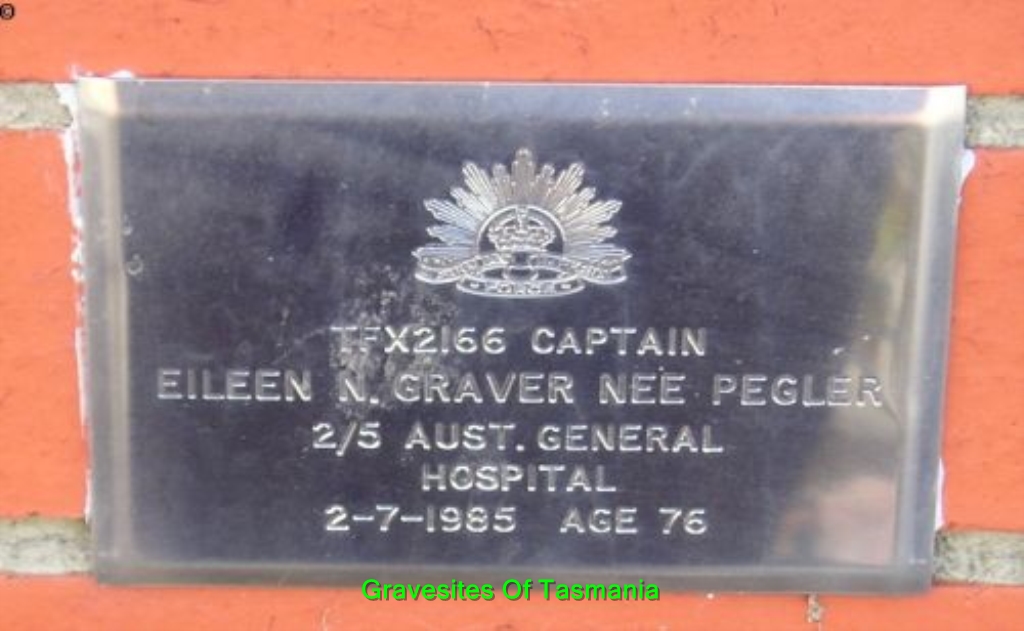 FORCE
TFX2166 CAPTAIN
EILEEN N. GRAVER NEE PEGLER
2/5 AUST. GENERAL
HOSPITAL
2-7-1985 AGE 76
Gravesites Of Tasmania